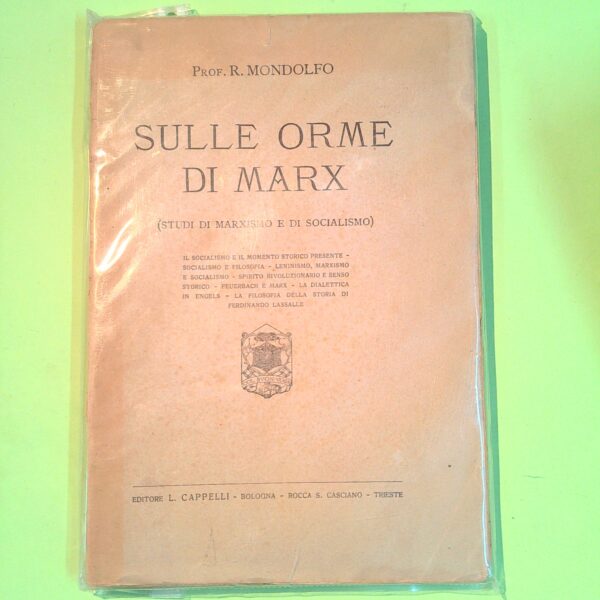 PROF. R. MONDOLFO
SULLE ORME
DI MARX
(STUDI DI MARXISMO E DI SOCIALISMO)
IL SOCIALISMO E IL MOMENTO STORICO PRESENTE -
SOCIALISMO E FILOSOFIA - LENINISMO, MARXISMO
E SOCIALISMO - SPIRITO RIVOLUZIONARIO E SENSO
STORICO - FEUERBACH E MARX - LA DIALETTICA
IN ENGELS - LA FILOSOFIA DELLA STORIA DI
FERDINANDO LASSALLE
EDITORE L. CAPPELLI - BOLOGNA - ROCCA S. CASCIANO - TRIESTE